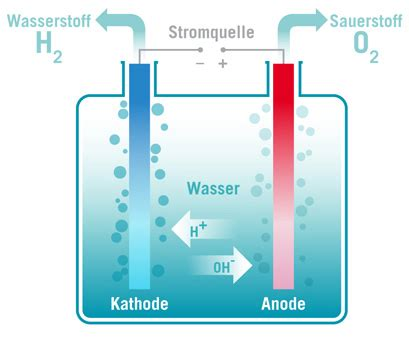 Wasserstoff
H2
Stromquelle
− +
Sauerstoff
O2
Wasser
H+
OH-
Kathode
Anode